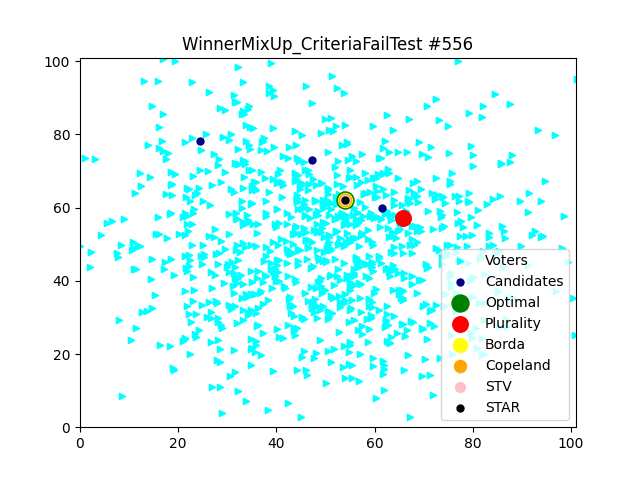 WinnerMixUp_CriteriaFailTest #556
100
80
60
40
20
0
0
20
40
60
80
100
Voters
Candidates
Optimal
Plurality
Borda
Copeland
STV
STAR